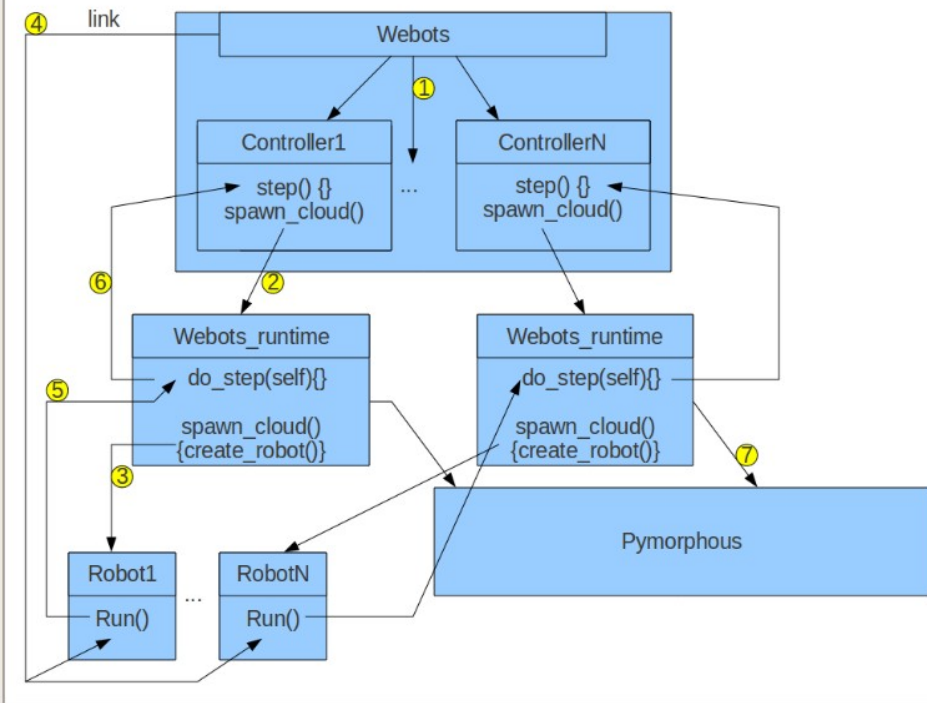 4
link
Webots
1
Controller1
ControllerN
step() {}
spawn_cloud()
...
step() {}
spawn_cloud()
6
2
Webots_runtime
Webots_runtime
5
do_step(self){}
do_step(self){}
spawn_cloud()
{create_robot()}
spawn_cloud()
{create_robot()}
3
7
Pymorphous
Robot1
RobotN
...
Run()
Run()